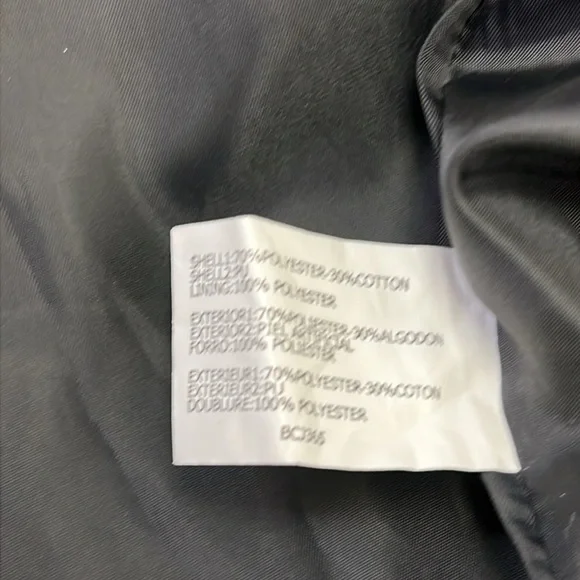 SHELL1:70%POLYESTER-30%COTTON
SHELL2:PU
LINING:100% POLYESTER
EXTERIOR1:70%POLYESTER-30%ALGODON
EXTERIOR2:PIEL ARTIFICIAL
FORRO:100% POLIESTER
EXTERIEUR1:70%POLYESTER-30%COTON
EXTERIEUR2:PU
DOUBLURE:100% POLYESTER